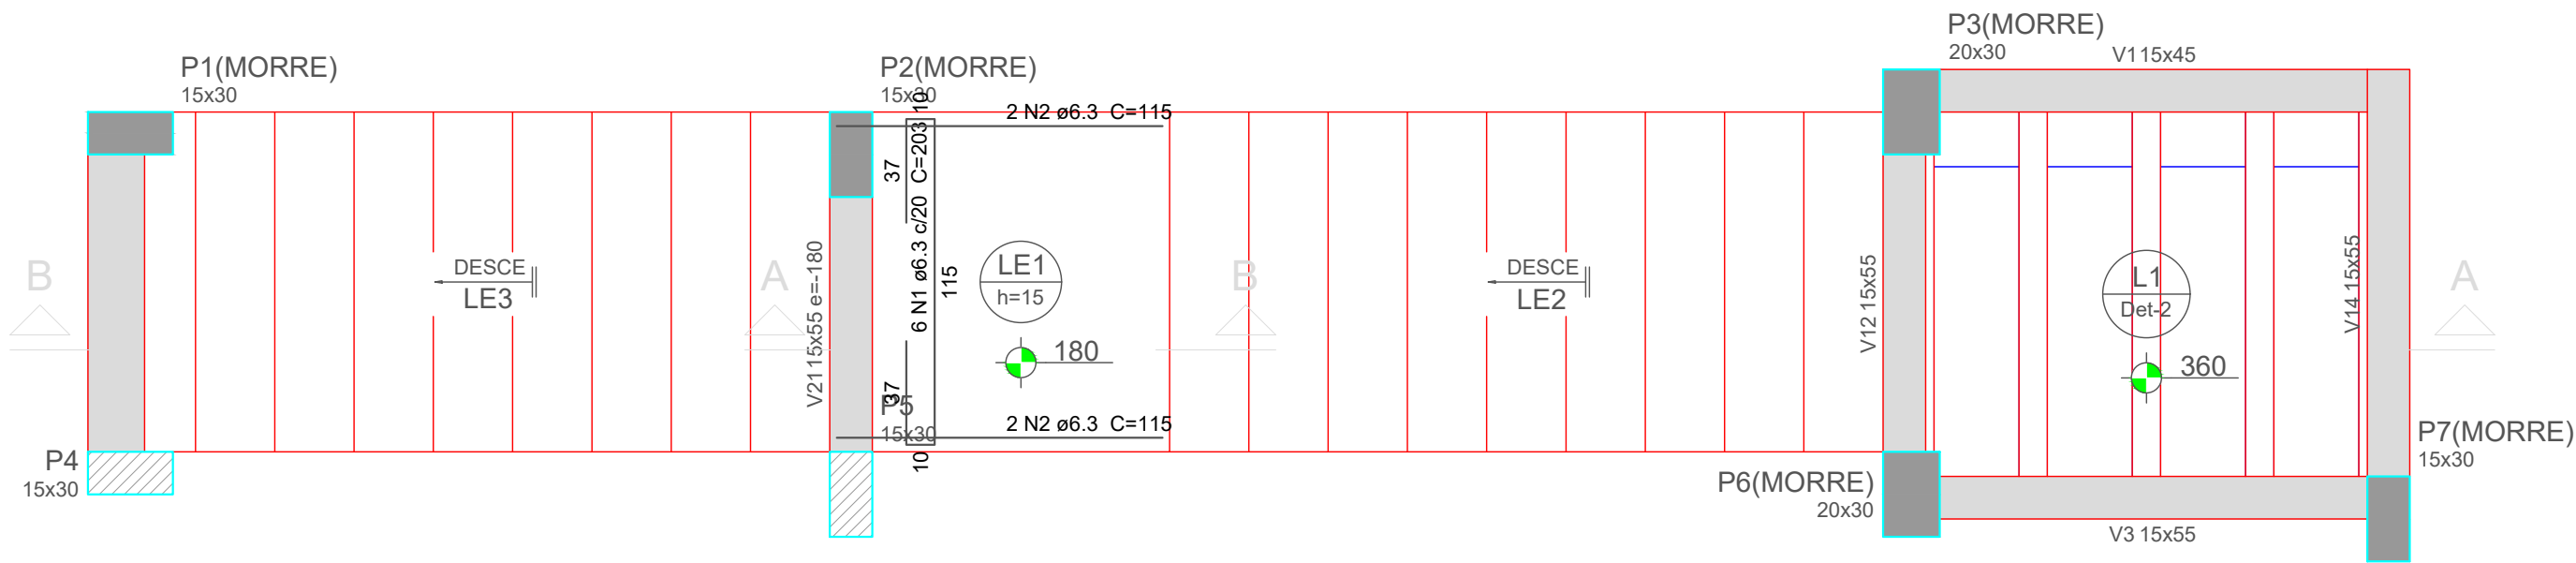 P3(MORRE)
20x30
V1 15x45
P1(MORRE)
15x30
P2(MORRE)
15x30
2 N2 ø6.3 C=115
10
37
6 N1 ø6.3 c/20 C=203
115
37
10
B
DESCE
LE3
A
V21 15x55 e=-180
LE1
h=15
180
B
DESCE
LE2
V12 15x55
L1
Det-2
360
V14 15x55
A
P5
15x30
2 N2 ø6.3 C=115
P4
15x30
P6(MORRE)
20x30
P7(MORRE)
15x30
V3 15x55